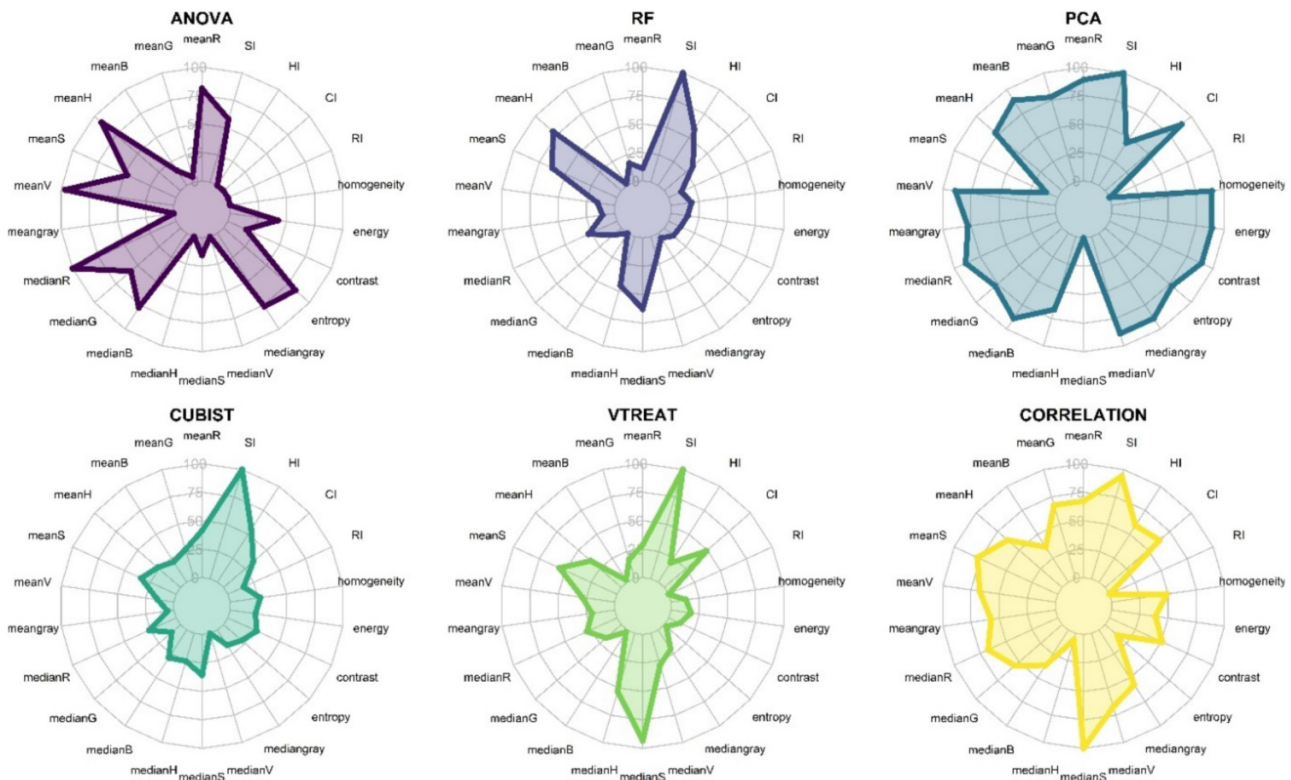 ANOVA
meanR
SI
HI
CI
RI
homogeneity
energy
contrast
entropy
mediangray
medianV
medianS
medianH
medianB
medianG
medianR
meangray
meanV
meanS
meanH
meanB
meanG
100
75
50
25
0
RF
meanR
SI
HI
CI
RI
homogeneity
energy
contrast
entropy
mediangray
medianV
medianS
medianH
medianB
medianG
medianR
meangray
meanV
meanS
meanH
meanB
meanG
100
75
50
25
0
PCA
meanR
SI
HI
CI
RI
homogeneity
energy
contrast
entropy
mediangray
medianV
medianS
medianH
medianB
medianG
medianR
meangray
meanV
meanS
meanH
meanB
meanG
100
75
50
25
0
CUBIST
meanR
SI
HI
CI
RI
homogeneity
energy
contrast
entropy
mediangray
medianV
medianS
medianH
medianB
medianG
medianR
meangray
meanV
meanS
meanH
meanB
meanG
100
75
50
25
0
VTREAT
meanR
SI
HI
CI
RI
homogeneity
energy
contrast
entropy
mediangray
medianV
medianS
medianH
medianB
medianG
medianR
meangray
meanV
meanS
meanH
meanB
meanG
100
75
50
25
0
CORRELATION
meanR
SI
HI
CI
RI
homogeneity
energy
contrast
entropy
mediangray
medianV
medianS
medianH
medianB
medianG
medianR
meangray
meanV
meanS
meanH
meanB
meanG
100
75
50
25
0